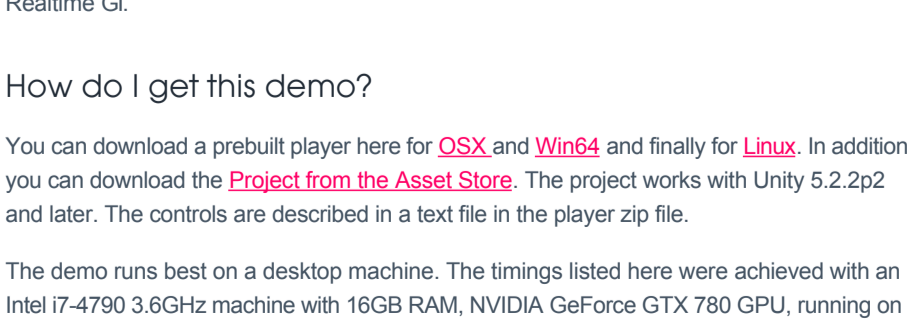 Realtime GI.
How do I get this demo?
You can download a prebuilt player here for OSX and Win64 and finally for Linux. In addition
you can download the Project from the Asset Store. The project works with Unity 5.2.2p2
and later. The controls are described in a text file in the player zip file.
The demo runs best on a desktop machine. The timings listed here were achieved with an
Intel i7-4790 3.6GHz machine with 16GB RAM, NVIDIA GeForce GTX 780 GPU, running on